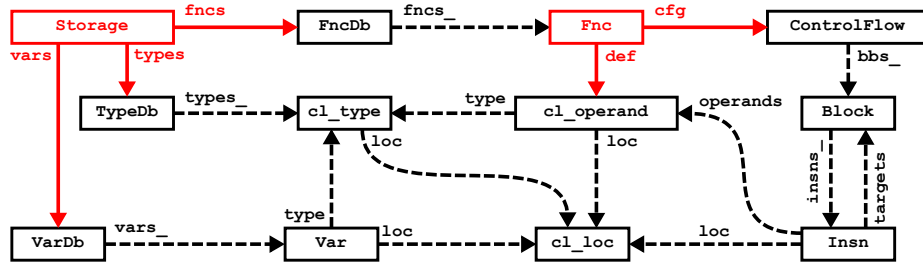 fncs
fncs_
cfg
Storage
FncDb
Fnc
ControlFlow
vars
types
def
bbs_
types_
type
operands
TypeDb
cl_type
cl_operand
Block
loc
loc
insns_
targets
type
vars_
loc
loc
VarDb
Var
cl_loc
Insn